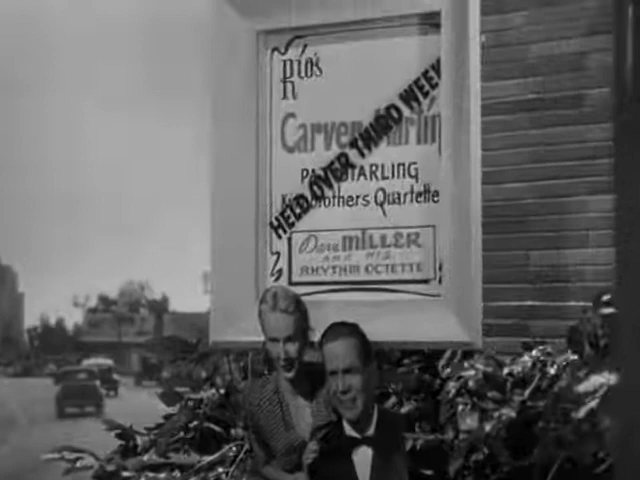 Rio's
HELD OVER THIRD WEEK
Carver
STARLING
Brothers Quartette
Dave MILLER
AND HIS
RHYTHM OCTETTE